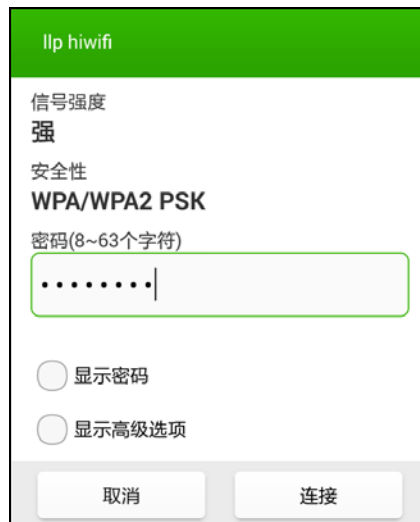 llp hiwifi
信号强度
强
安全性
WPA/WPA2 PSK
密码(8~63个字符)
••••••••
显示密码
显示高级选项
取消 连接